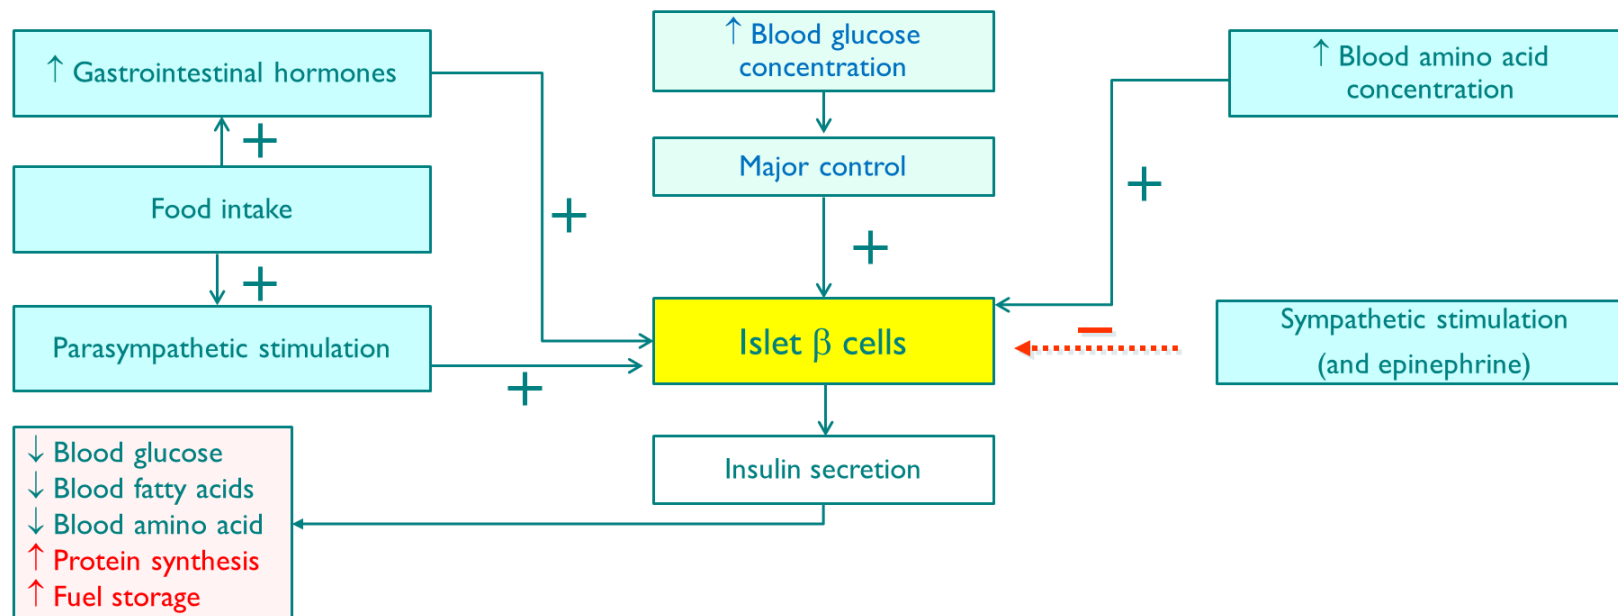 ↑ Gastrointestinal hormones
+
Food intake
+
Parasympathetic stimulation
+
+
↑ Blood glucose
concentration
Major control
+
Islet β cells
Insulin secretion
↑ Blood amino acid
concentration
+
−
Sympathetic stimulation
(and epinephrine)
↓ Blood glucose
↓ Blood fatty acids
↓ Blood amino acid
↑ Protein synthesis
↑ Fuel storage